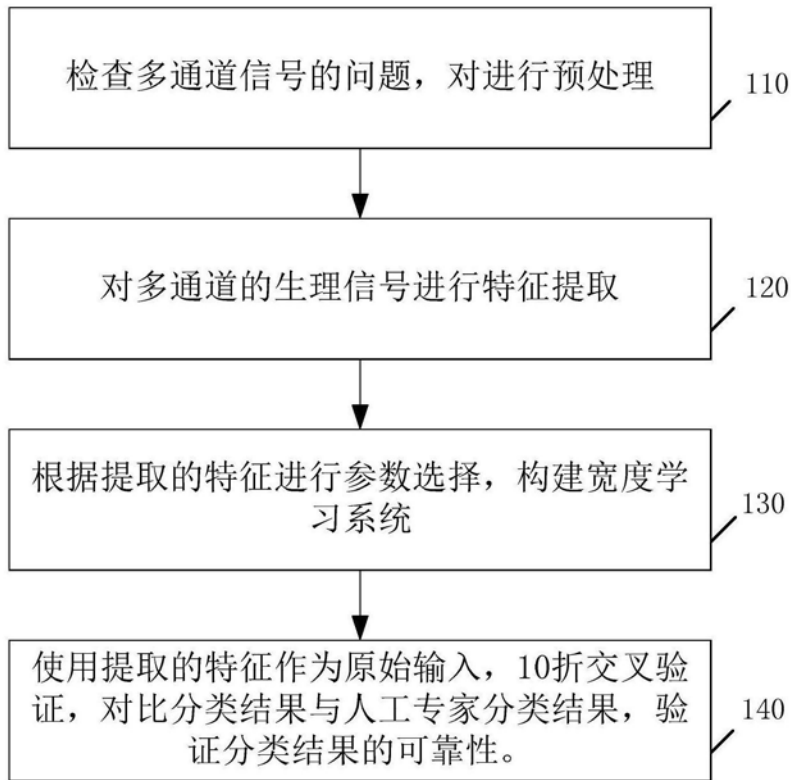 检查多通道信号的问题，对进行预处理
110
对多通道的生理信号进行特征提取
120
根据提取的特征进行参数选择，构建宽度学
习系统
130
使用提取的特征作为原始输入，10折交叉验
证，对比分类结果与人工专家分类结果，验
证分类结果的可靠性。
140